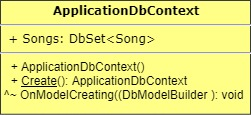 ApplicationDbContext
+ Songs: DbSet<Song>
+ ApplicationDbContext()
+ Create(): ApplicationDbContext
^~ OnModelCreating((DbModelBuilder ): void